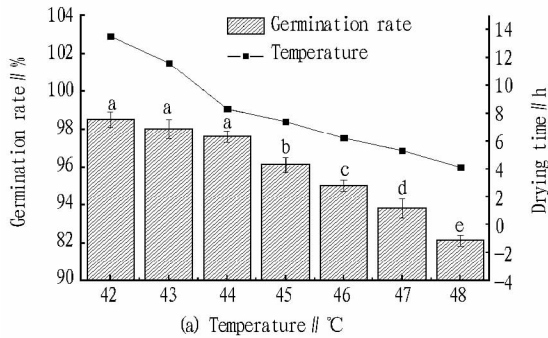 Germination rate
Temperature
104
102
100
98
96
94
82
90
Germination rate // %
14
12
10
8
6
4
2
0
−2
−4
Drying time // h
a
a
a
b
c
d
e
42 43 44 45 46 47 48
(a) Temperature // ℃